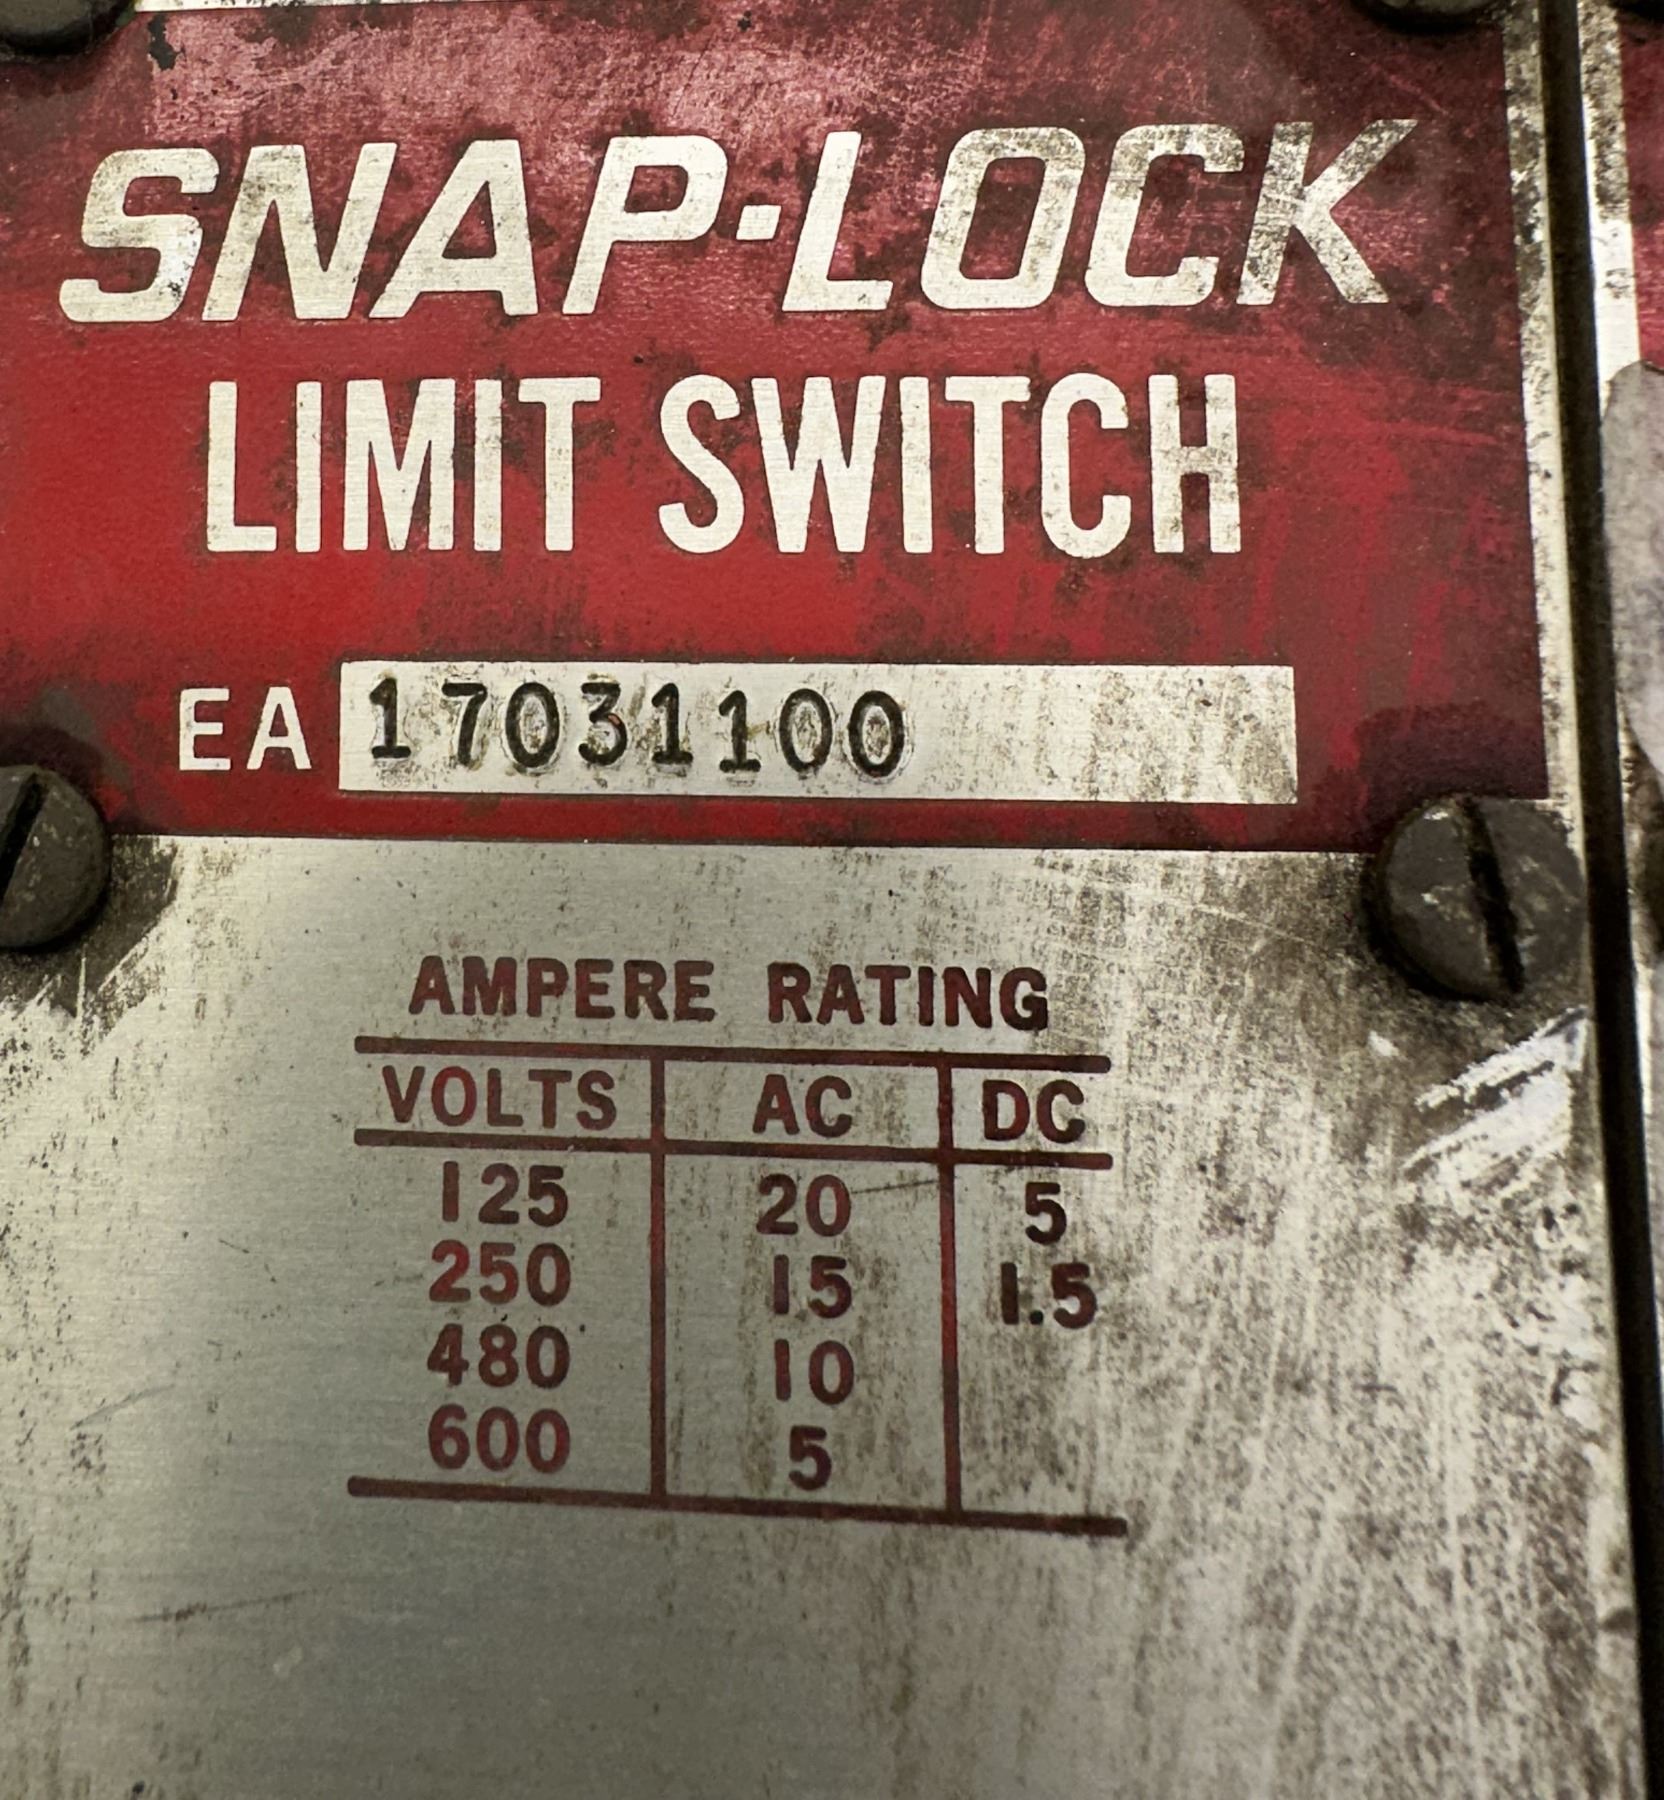 SNAP-LOCK
LIMIT SWITCH
EA 17031100
AMPERE RATING
VOLTS AC DC
125 20 5
250 15 1.5
480 10
600 5